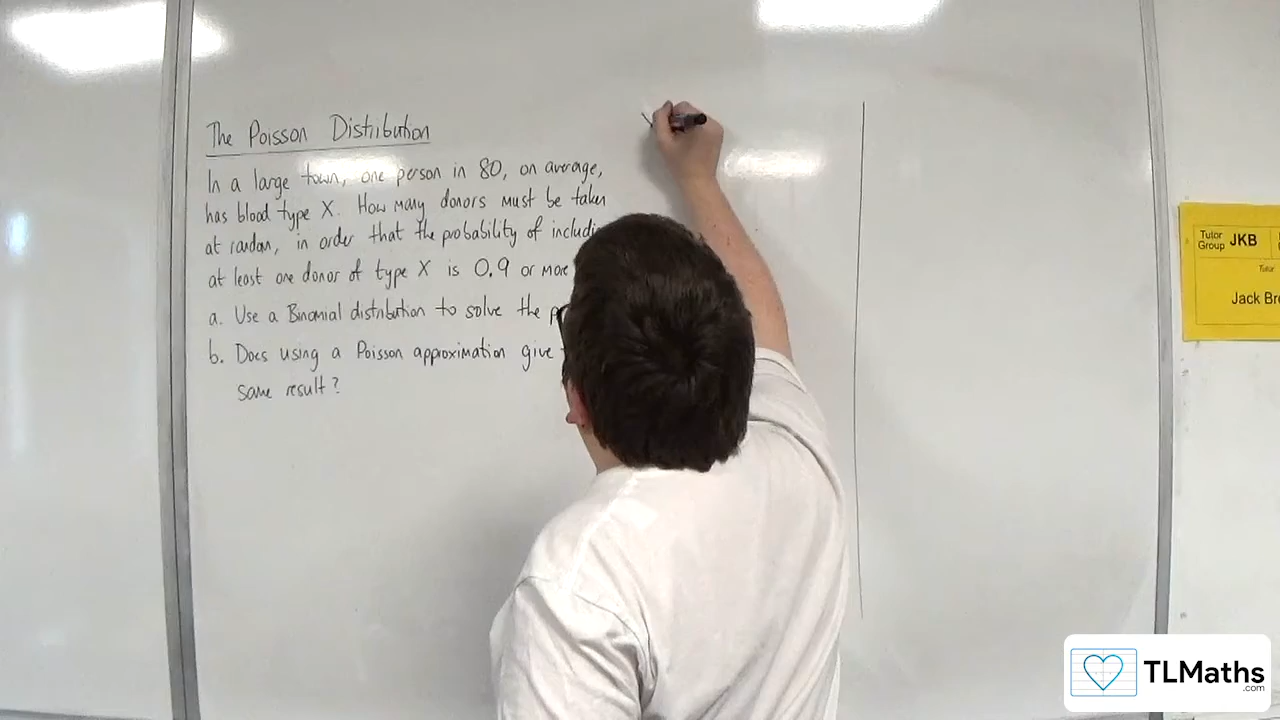 The Poisson Distribution
In a large town, one person in 80, on average,
has blood type X. How many donors must be taken
at random, in order that the probability of
at least one donor of type X is 0.9 or more
a. Use a Binomial distribution to solve the
b. Does using a Poisson approximation give
same result?
Tutor Group JKB
Tutor
Jack
TLMaths
.com